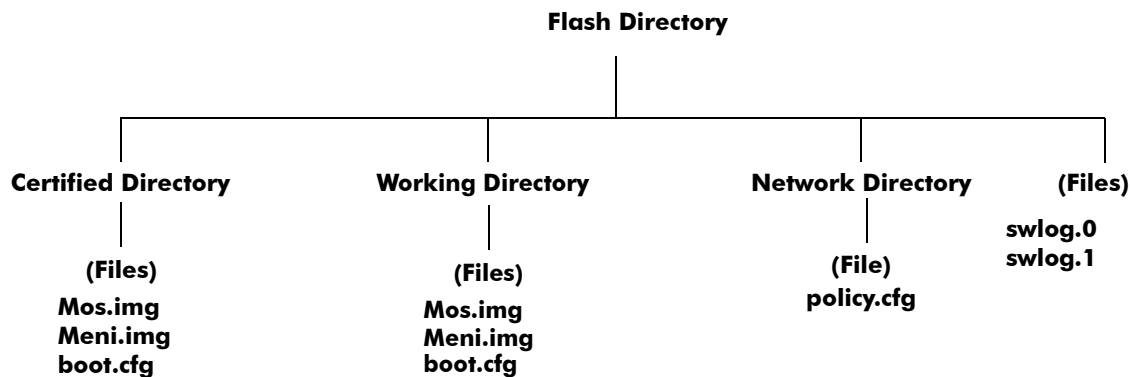 Flash Directory
Certified Directory
Working Directory
Network Directory
(Files)
swlog.0
swlog.1
(Files)
Mos.img
Meni.img
boot.cfg
(Files)
Mos.img
Meni.img
boot.cfg
(File)
policy.cfg